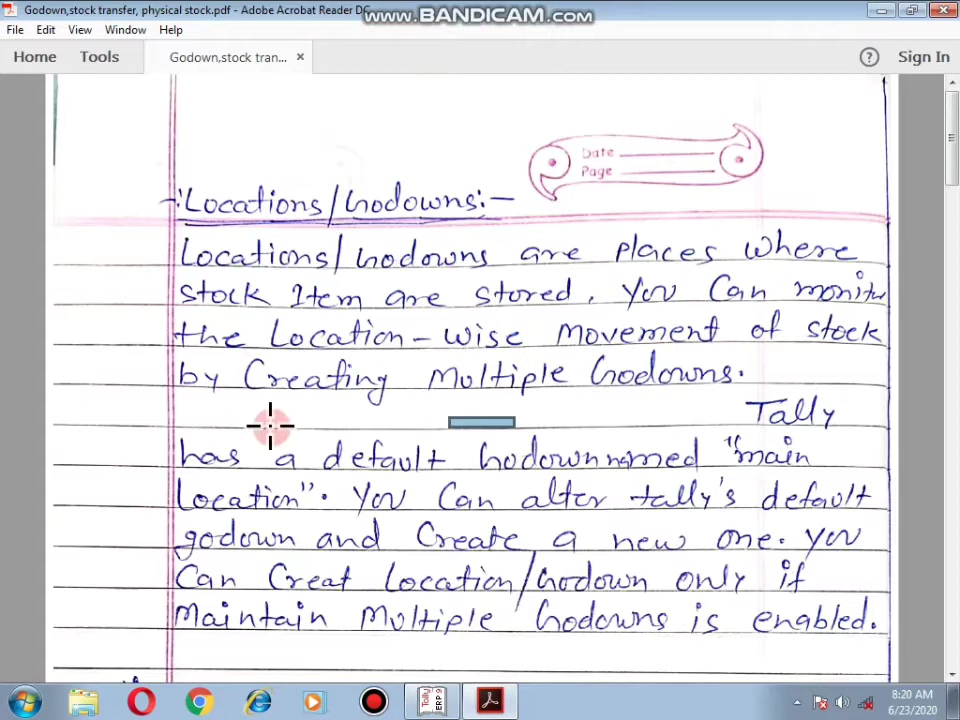 Godown,stock transfer, physical stock.pdf - Adobe Acrobat Reader DC
www.BANDICAM.com
File Edit View Window Help
Home Tools Godown,stock tran... × ? Sign In
Date
Page
-:Locations/Godowns:-
Locations/Godowns are places where
stock Item are stored. You Can monitor
the Location-wise movement of stock
by Creating Multiple Godowns.
Tally
has a default Godown named "main
Location". You Can alter tally's default
godown and Create a new one. You
Can Creat Location/Godown only if
Maintain Multiple Godowns is enabled.
Tally
ERP 9
8:20 AM
6/23/2020